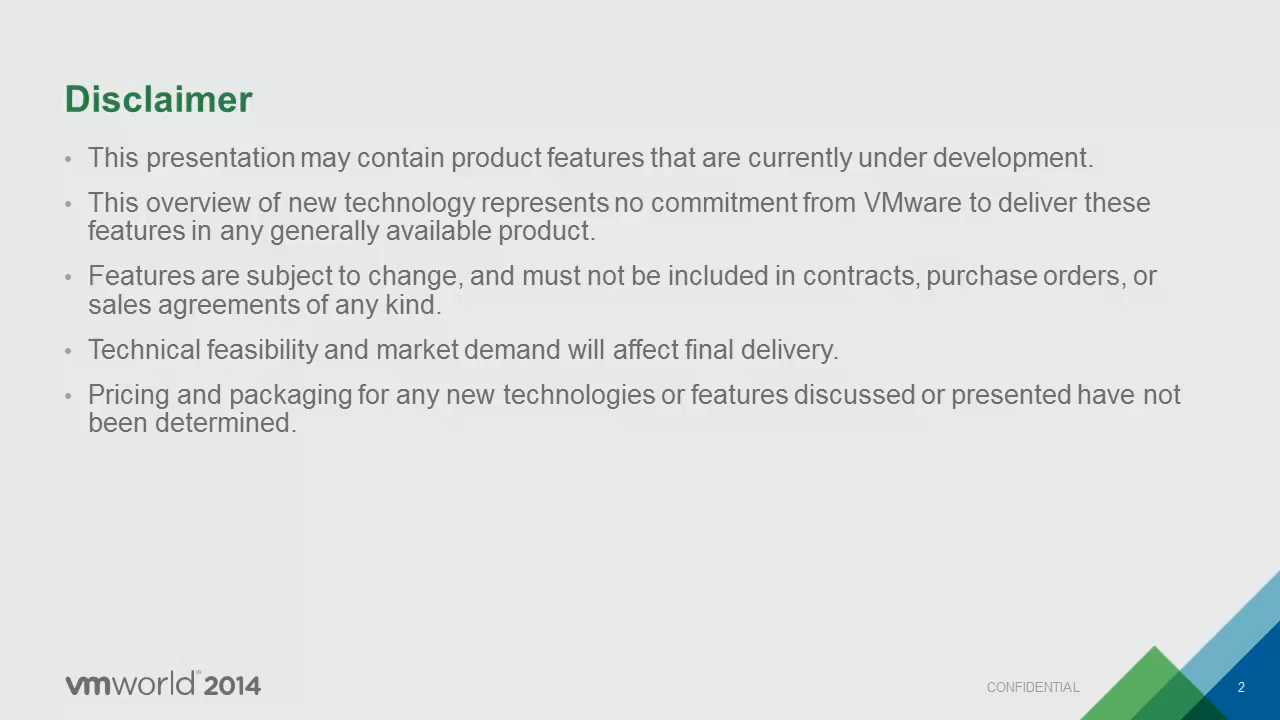 Disclaimer
• This presentation may contain product features that are currently under development.
• This overview of new technology represents no commitment from VMware to deliver these
features in any generally available product.
• Features are subject to change, and must not be included in contracts, purchase orders, or
sales agreements of any kind.
• Technical feasibility and market demand will affect final delivery.
• Pricing and packaging for any new technologies or features discussed or presented have not
been determined.
vmworld® 2014
CONFIDENTIAL
2